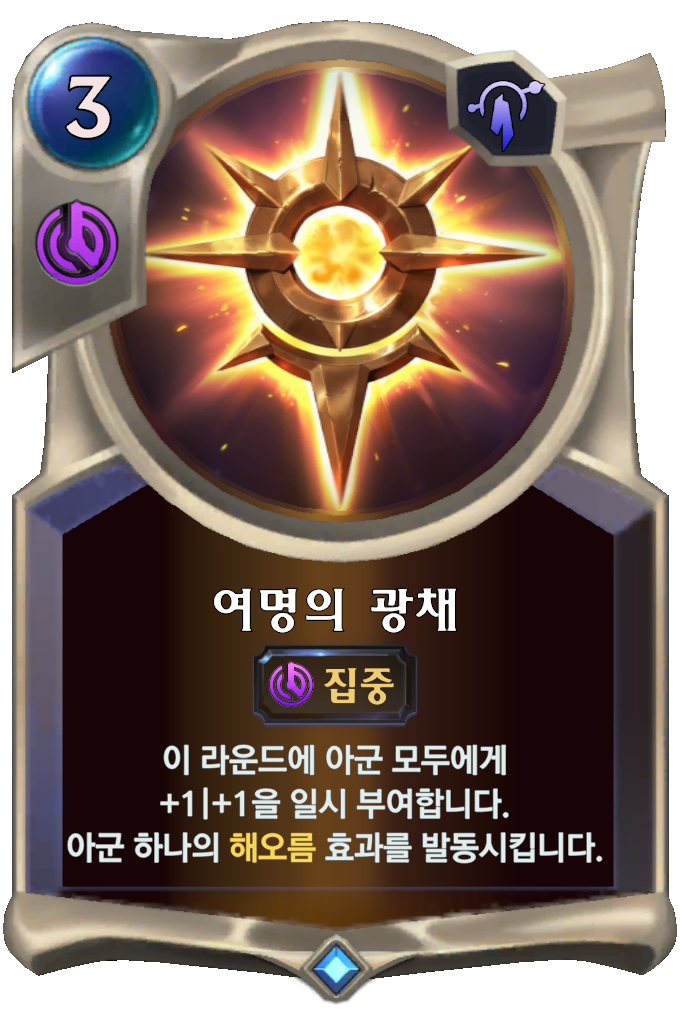 3
여명의 광채
집중
이 라운드에 아군 모두에게
+1|+1을 일시 부여합니다.
아군 하나의 해오름 효과를 발동시킵니다.